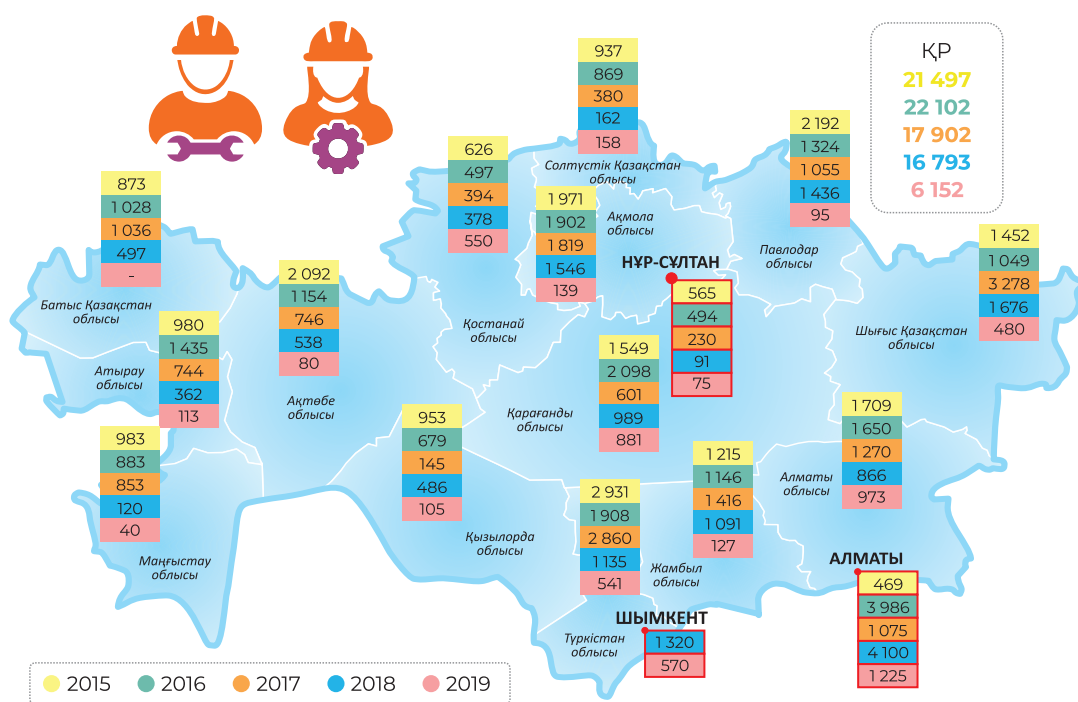 ҚР
21 497
22 102
17 902
16 793
6 152
937
869
380
162
158
Солтүстік Қазақстан
облысы
2 192
1 324
1 055
1 436
95
Павлодар
облысы
626
497
394
378
550
Қостанай
облысы
1 971
1 902
1 819
1 546
139
Ақмола
облысы
873
1 028
1 036
497
-
Батыс Қазақстан
облысы
1 452
1 049
3 278
1 676
480
Шығыс Қазақстан
облысы
НҰР-СҰЛТАН
565
494
230
91
75
2 092
1 154
746
538
80
Ақтөбе
облысы
980
1 435
744
362
113
Атырау
облысы
1 549
2 098
601
989
881
Қарағанды
облысы
983
883
853
120
40
Маңғыстау
облысы
953
679
145
486
105
Қызылорда
облысы
1 709
1 650
1 270
866
973
Алматы
облысы
1 215
1 146
1 416
1 091
127
Жамбыл
облысы
2 931
1 908
2 860
1 135
541
Түркістан
облысы
АЛМАТЫ
469
3 986
1 075
4 100
1 225
ШЫМКЕНТ
1 320
570
2015 2016 2017 2018 2019